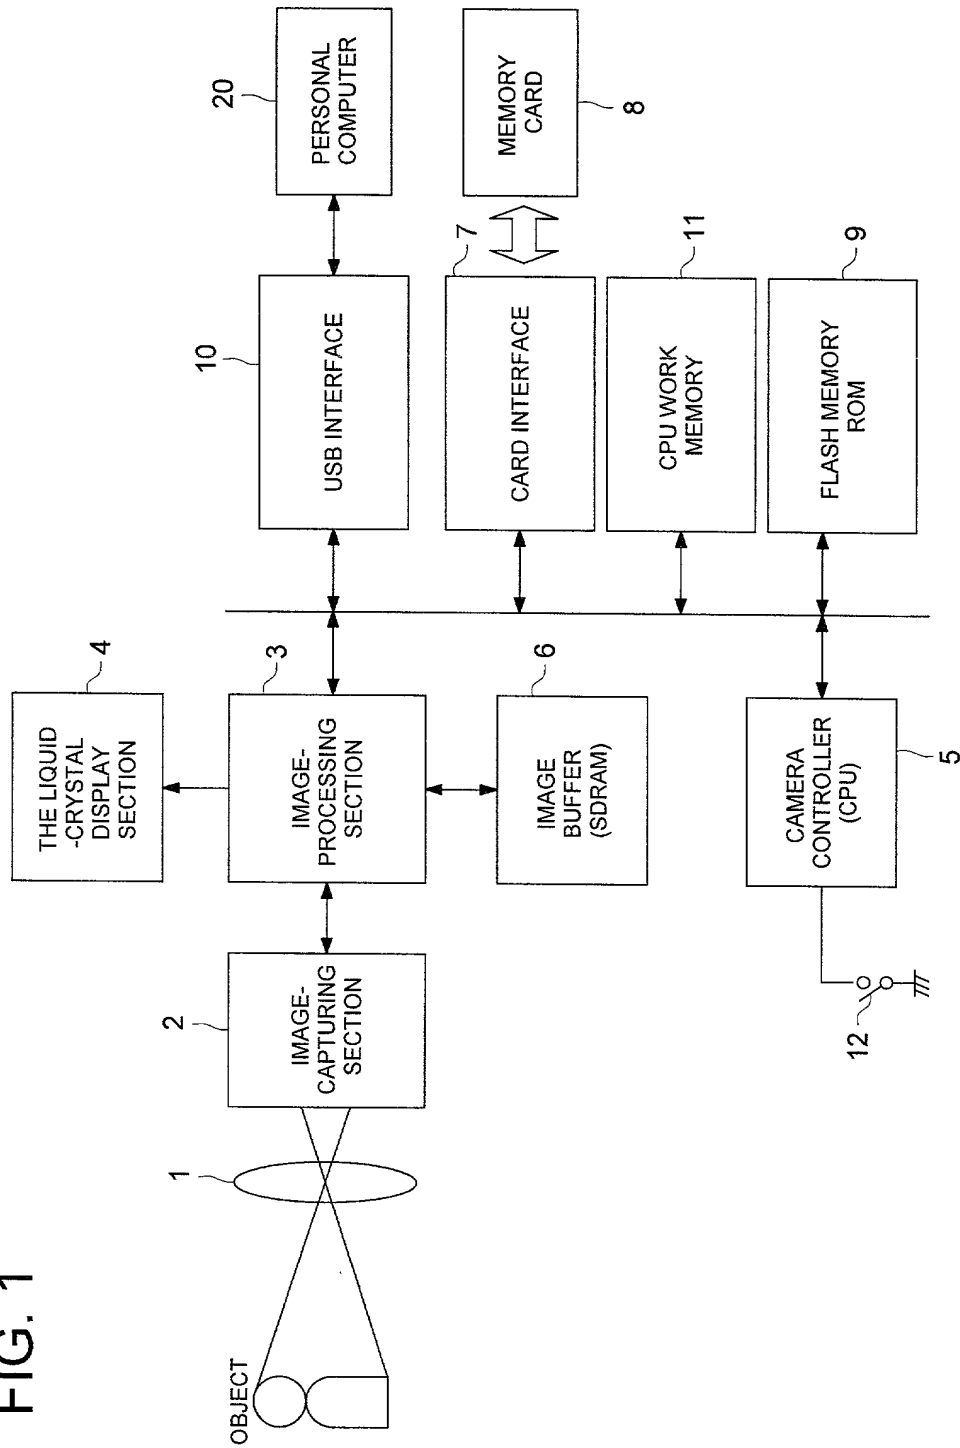 FIG. 1
OBJECT
1
2
IMAGE-
CAPTURING
SECTION
3
IMAGE-
PROCESSING
SECTION
4
THE LIQUID
-CRYSTAL
DISPLAY
SECTION
6
IMAGE
BUFFER
(SDRAM)
5
CAMERA
CONTROLLER
(CPU)
12
10
USB INTERFACE
20
PERSONAL
COMPUTER
7
CARD INTERFACE
8
MEMORY
CARD
11
CPU WORK
MEMORY
9
FLASH MEMORY
ROM